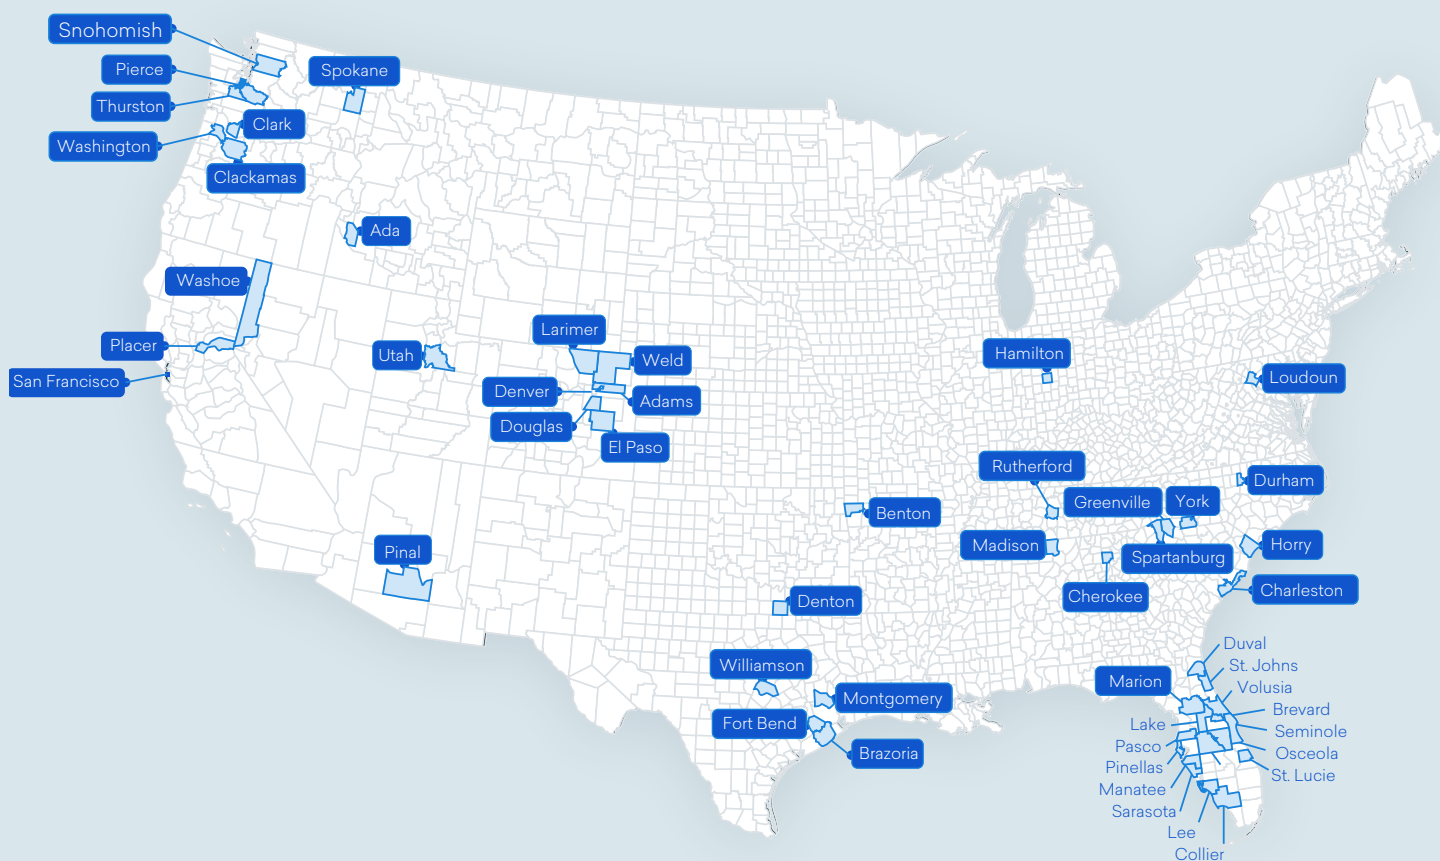 Snohomish
Pierce
Spokane
Thurston
Clark
Washington
Clackamas
Ada
Washoe
Larimer
Placer
Utah
Weld
Hamilton
San Francisco
Denver
Adams
Loudoun
Douglas
El Paso
Rutherford
Durham
Greenville
York
Benton
Pinal
Madison
Spartanburg
Horry
Cherokee
Charleston
Denton
Williamson
Duval
St. Johns
Marion
Volusia
Montgomery
Brevard
Fort Bend
Lake
Seminole
Pasco
Brazoria
Osceola
Pinellas
St. Lucie
Manatee
Sarasota
Lee
Collier